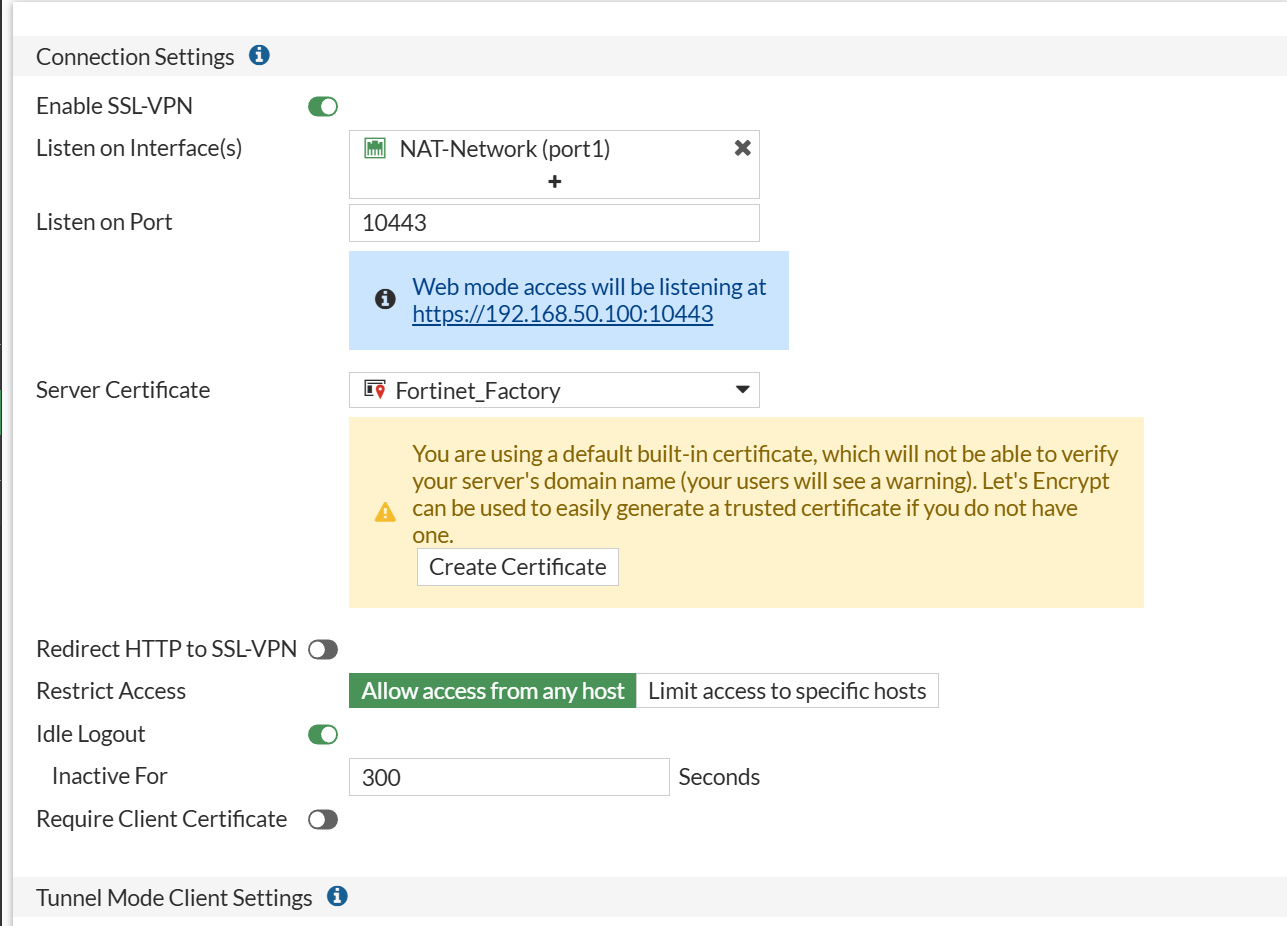 Connection Settings
Enable SSL-VPN
Listen on Interface(s)
NAT-Network (port1)
Listen on Port
10443
Web mode access will be listening at
https://192.168.50.100:10443
Server Certificate
Fortinet_Factory
You are using a default built-in certificate, which will not be able to verify
your server's domain name (your users will see a warning). Let's Encrypt
can be used to easily generate a trusted certificate if you do not have
one.
Create Certificate
Redirect HTTP to SSL-VPN
Restrict Access
Allow access from any host
Limit access to specific hosts
Idle Logout
Inactive For
300
Seconds
Require Client Certificate
Tunnel Mode Client Settings